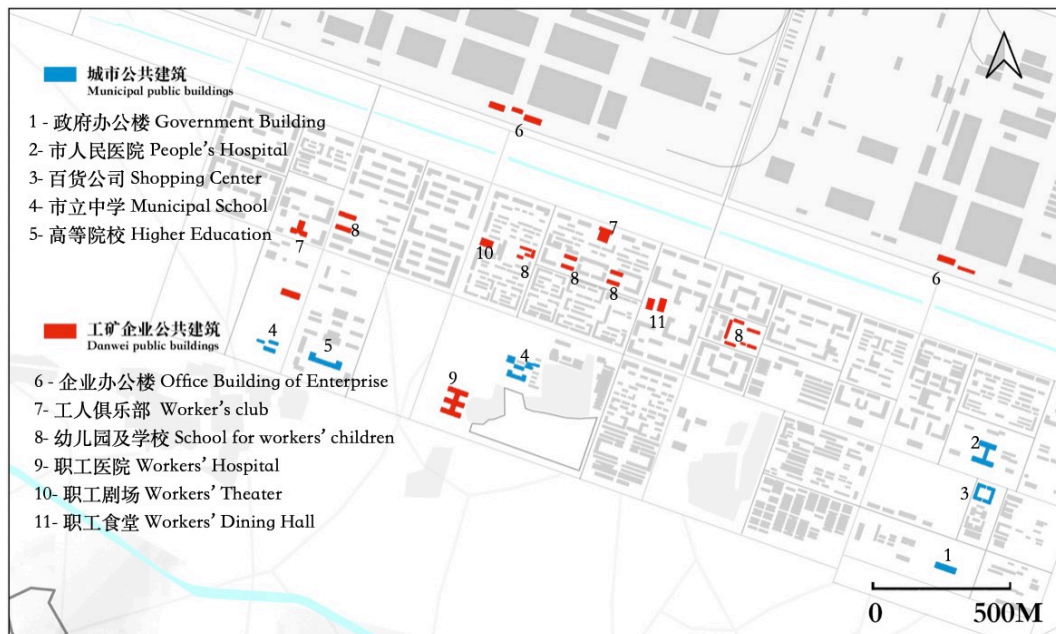 城市公共建筑
Municipal public buildings
1 - 政府办公楼 Government Building
2- 市人民医院 People's Hospital
3- 百货公司 Shopping Center
4- 市立中学 Municipal School
5- 高等院校 Higher Education
工矿企业公共建筑
Danwei public buildings
6 - 企业办公楼 Office Building of Enterprise
7- 工人俱乐部 Worker's club
8- 幼儿园及学校 School for workers' children
9- 职工医院 Workers' Hospital
10- 职工剧场 Workers' Theater
11- 职工食堂 Workers' Dining Hall
6
7
8
7
10
8
8
8
6
11
8
4
5
4
9
2
3
1
0 500M